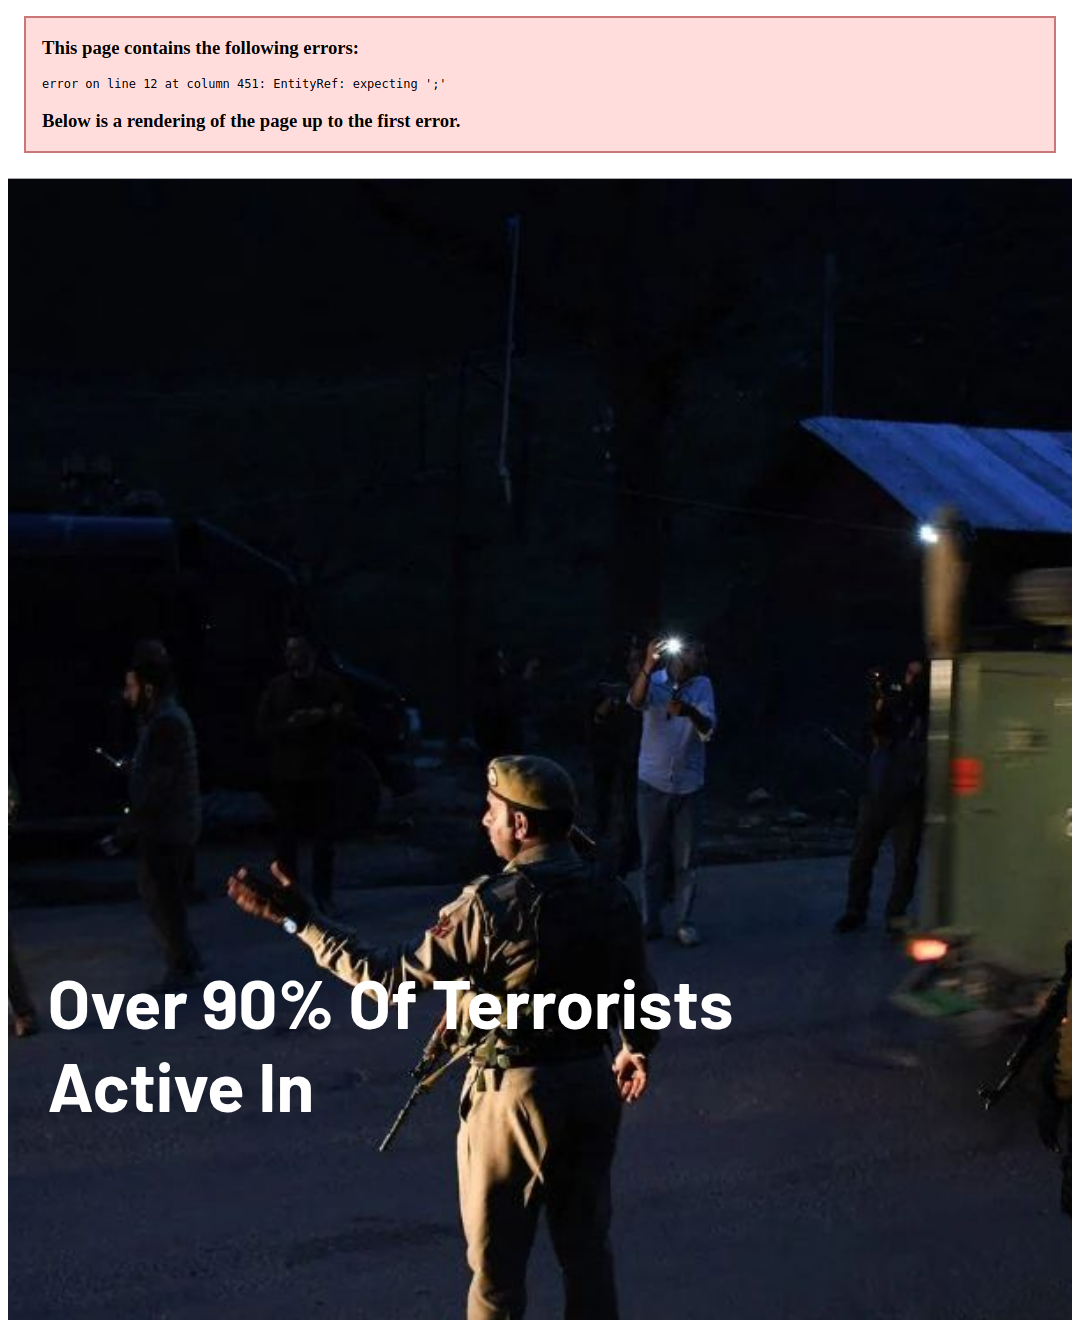 This page contains the following errors:
error on line 12 at column 451: EntityRef: expecting ';'
Below is a rendering of the page up to the first error.
Over 90% Of Terrorists
Active In